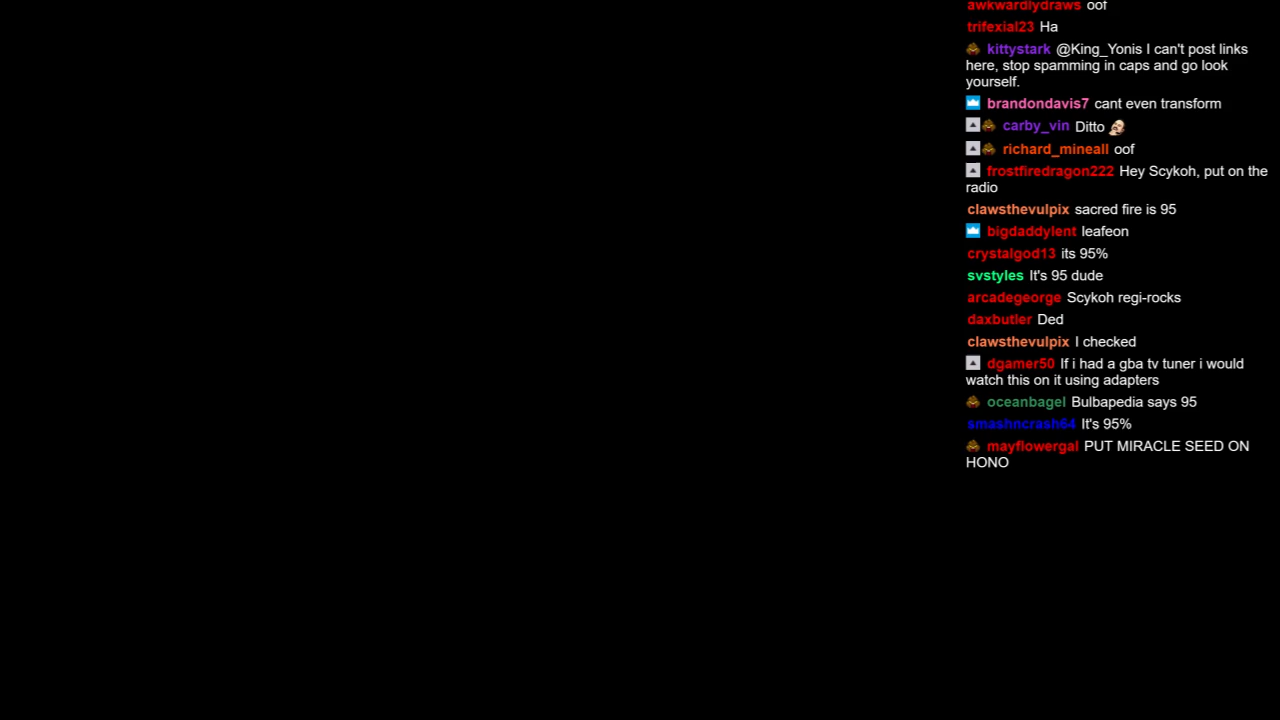 awkwardlydraws oof
trifexial23 Ha
kittystark @King_Yonis I can't post links
here, stop spamming in caps and go look
yourself.
brandondavis7 cant even transform
carby_vin Ditto
richard_mineall oof
frostfiredragon222 Hey Scykoh, put on the
radio
clawsthevulpix sacred fire is 95
bigdaddylent leafeon
crystalgod13 its 95%
svstyles It's 95 dude
arcadegeorge Scykoh regi-rocks
daxbutler Ded
clawsthevulpix I checked
dgamer50 If i had a gba tv tuner i would
watch this on it using adapters
oceanbagel Bulbapedia says 95
smashncrash64 It's 95%
mayflowergal PUT MIRACLE SEED ON
HONO